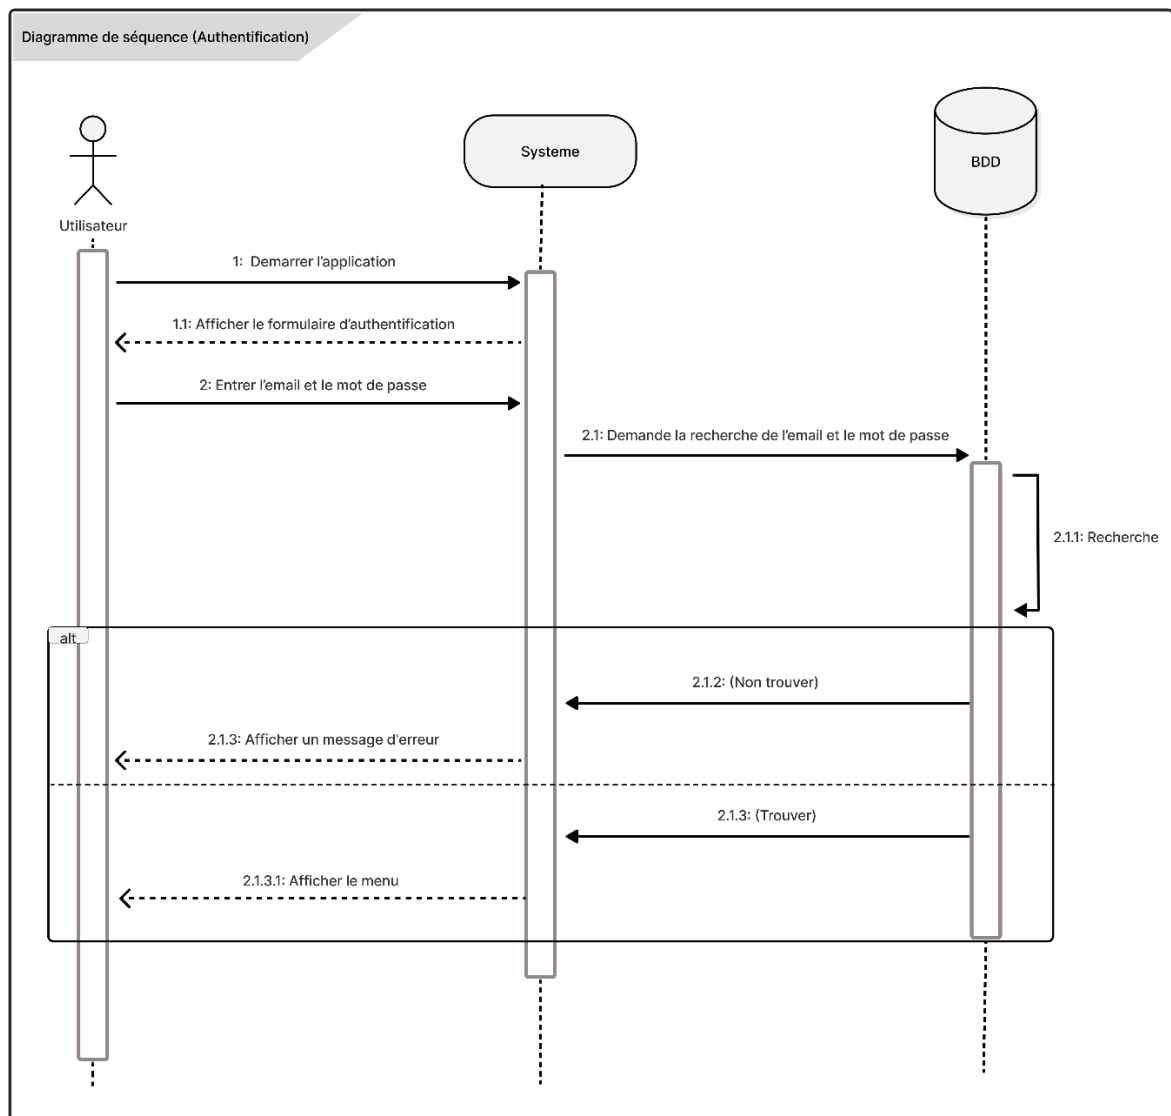 Diagramme de séquence (Authentification)
Systeme
BDD
Utilisateur
1: Demarrer l'application
1.1: Afficher le formulaire d'authentification
2: Entrer l'email et le mot de passe
2.1: Demande la recherche de l'email et le mot de passe
2.1.1: Recherche
alt
2.1.2: (Non trouver)
2.1.3: Afficher un message d'erreur
2.1.3: (Trouver)
2.1.3.1: Afficher le menu